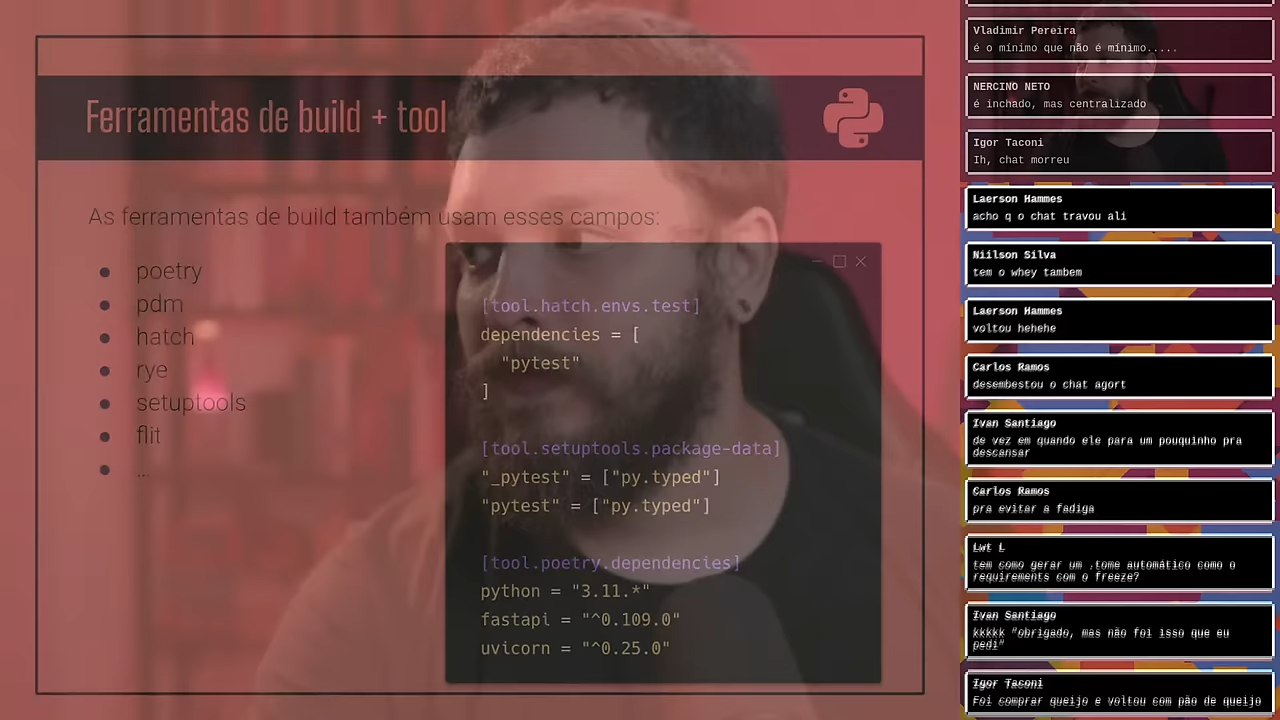 Ferramentas de build + tool
As ferramentas de build também usam esses campos:
poetry
pdm
hatch
rye
setuptools
flit
...
[tool.hatch.envs.test]
dependencies = [
"pytest"
]
[tool.setuptools.package-data]
"_pytest" = ["py.typed"]
"pytest" = ["py.typed"]
[tool.poetry.dependencies]
python = "3.11.*"
fastapi = "^0.109.0"
uvicorn = "^0.25.0"
Vladimir Pereira
é o mínimo que não é mínimo.....
NERCINO NETO
é inchado, mas centralizado
Igor Taconi
Ih, chat morreu
Laerson Hammes
acho q o chat travou ali
Niilson Silva
tem o whey tambem
Laerson Hammes
voltou hehehe
Carlos Ramos
desembestou o chat agort
Ivan Santiago
de vez em quando ele para um pouquinho pra
descansar
Carlos Ramos
pra evitar a fadiga
Lwt L
tem como gerar um ,tome automático como o
requirements com o freeze?
Ivan Santiago
kkkkk "obrigado, mas não foi isso que eu
pedi"
Igor Taconi
Foi comprar queijo e voltou com pão de queijo